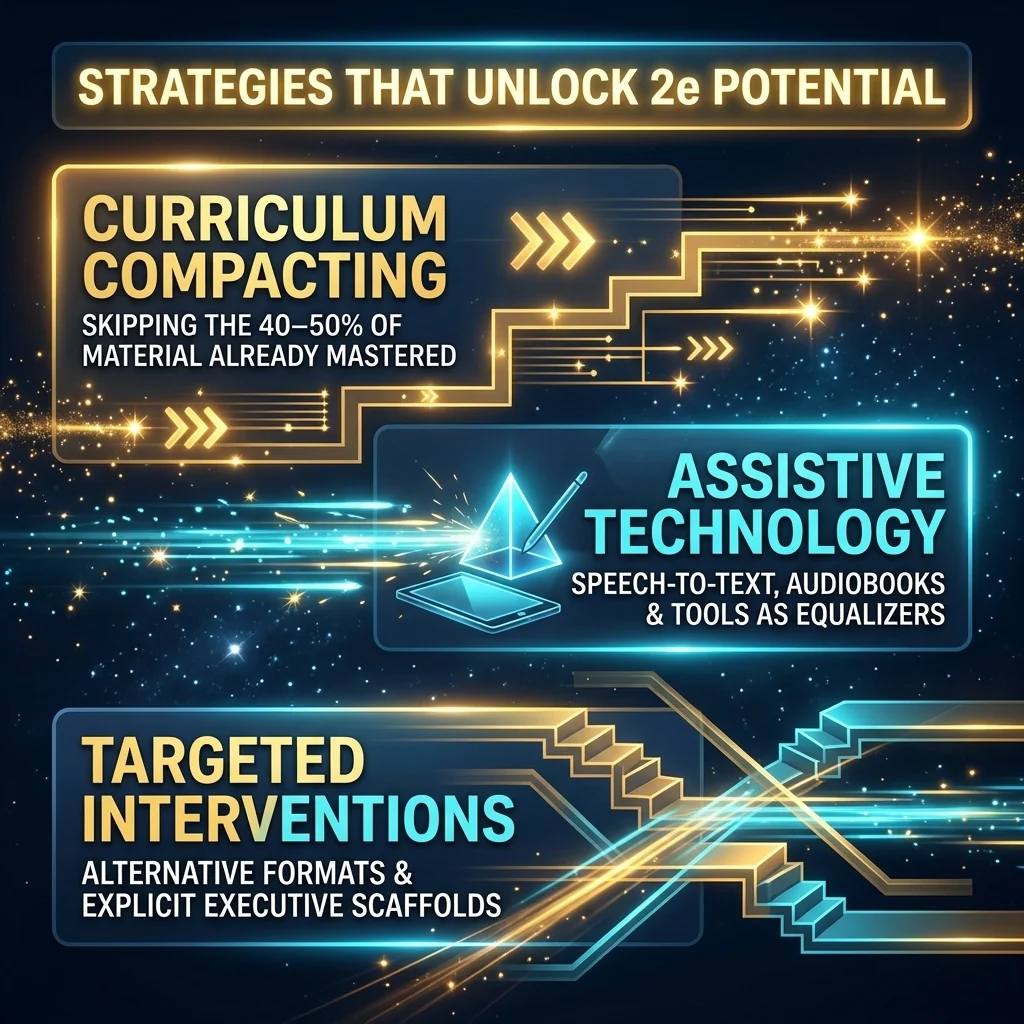 STRATEGIES THAT UNLOCK 2e POTENTIAL
CURRICULUM
COMPACTING
SKIPPING THE 40–50% OF
MATERIAL ALREADY MASTERED
ASSISTIVE
TECHNOLOGY
SPEECH-TO-TEXT, AUDIOBOOKS
& TOOLS AS EQUALIZERS
TARGETED
INTERVENTIONS
ALTERNATIVE FORMATS &
EXPLICIT EXECUTIVE SCAFFOLDS